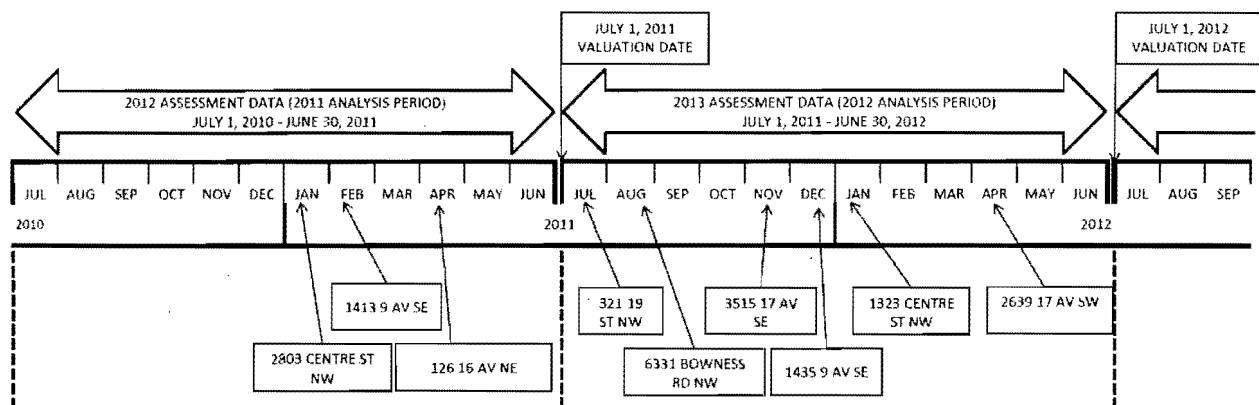 JULY 1, 2011
VALUATION DATE
JULY 1, 2012
VALUATION DATE
2012 ASSESSMENT DATA (2011 ANALYSIS PERIOD)
JULY 1, 2010 - JUNE 30, 2011
2013 ASSESSMENT DATA (2012 ANALYSIS PERIOD)
JULY 1, 2011 - JUNE 30, 2012
JUL AUG SEP OCT NOV DEC JAN FEB MAR APR MAY JUN JUL AUG SEP OCT NOV DEC JAN FEB MAR APR MAY JUN JUL AUG SEP
2010 2011 2012
1413 9 AV SE
321 19
ST NW
3515 17 AV
SE
1323 CENTRE
ST NW
2639 17 AV SW
2803 CENTRE ST
NW
126 16 AV NE
6331 BOWNESS
RD NW
1435 9 AV SE